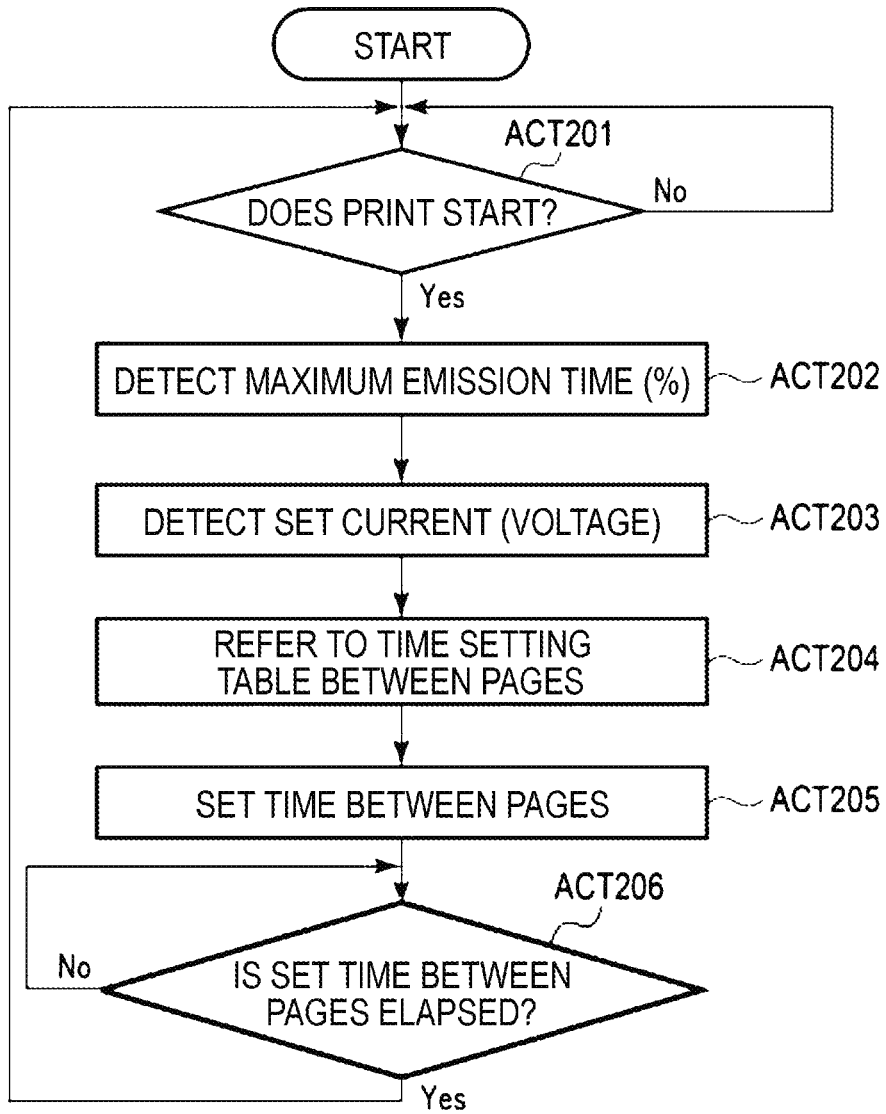 START
ACT201
DOES PRINT START?
No
Yes
DETECT MAXIMUM EMISSION TIME (%)
ACT202
DETECT SET CURRENT (VOLTAGE)
ACT203
REFER TO TIME SETTING
TABLE BETWEEN PAGES
ACT204
SET TIME BETWEEN PAGES
ACT205
ACT206
No
IS SET TIME BETWEEN
PAGES ELAPSED?
Yes